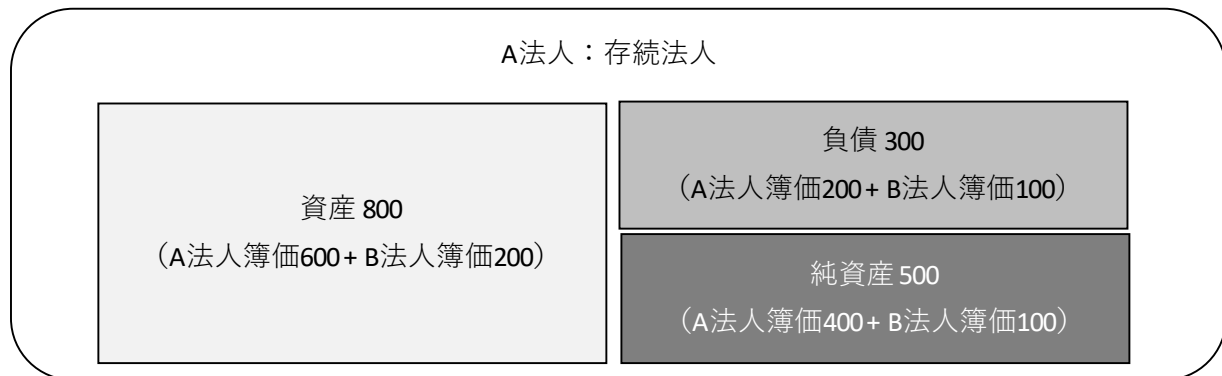 A法人：存続法人
資産 800
（A法人簿価600 + B法人簿価200）
負債 300
（A法人簿価200 + B法人簿価100）
純資産 500
（A法人簿価400 + B法人簿価100）